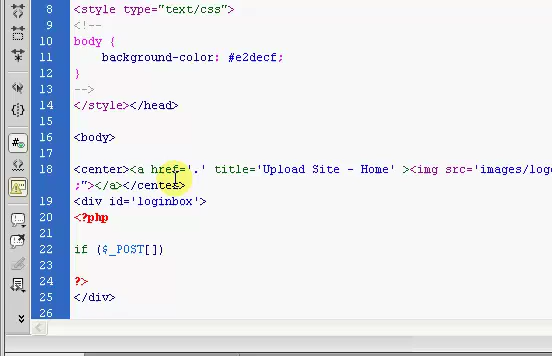 8 <style type="text/css">
9 <!--
10 body {
11 background-color: #e2decf;
12 }
13 -->
14 </style></head>
15
16 <body>
17
18 <center><a href='.' title='Upload Site - Home' ><img src='images/log
;"></a></center>
19 <div id='loginbox'>
20 <?php
21
22 if ($_POST[])
23
24 ?>
25 </div>
26